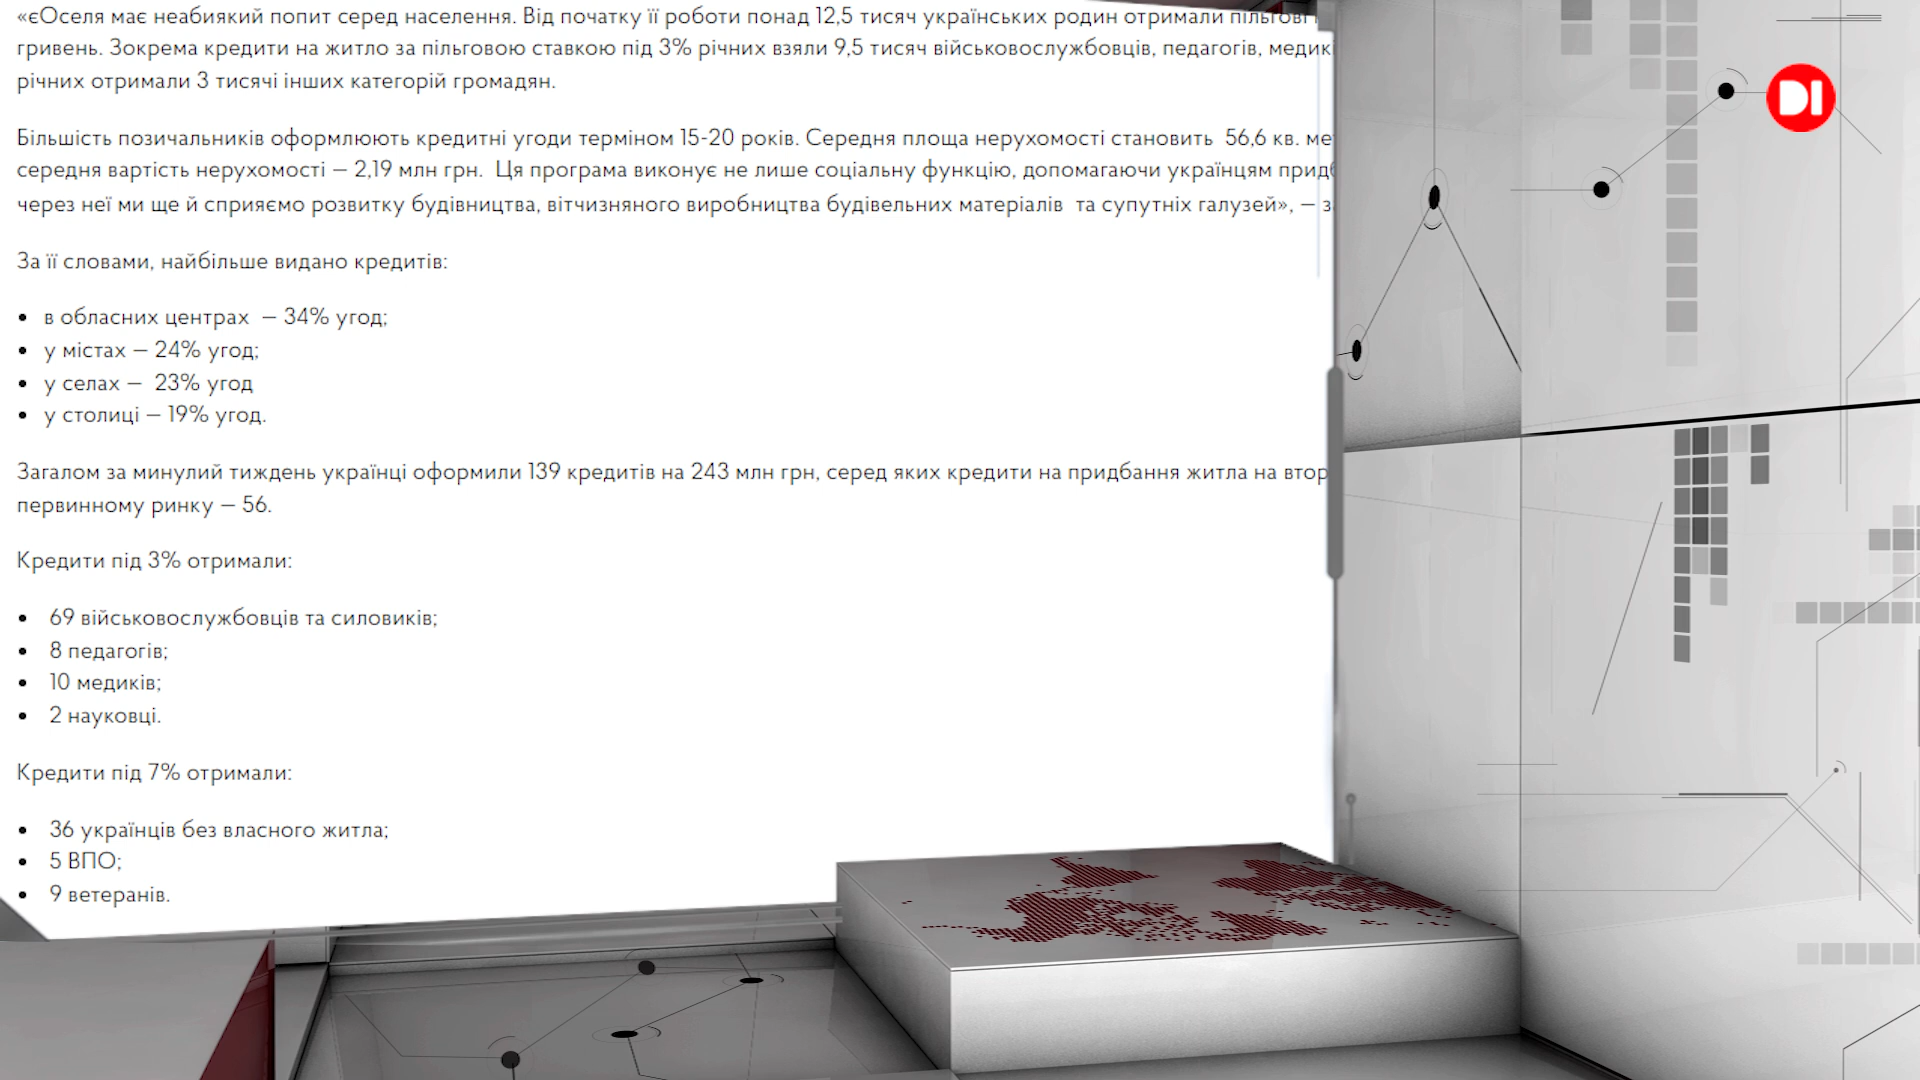 «єОселя має неабиякий попит серед населення. Від початку її роботи понад 12,5 тисяч українських родин отримали пільгові
гривень. Зокрема кредити на житло за пільговою ставкою під 3% річних взяли 9,5 тисяч військовослужбовців, педагогів,
річних отримали 3 тисячі інших категорій громадян.
Більшість позичальників оформлюють кредитні угоди терміном 15-20 років. Середня площа нерухомості становить 56,6 кв.
середня вартість нерухомості – 2,19 млн грн. Ця програма виконує не лише соціальну функцію, допомагаючи українцям
через неї ми ще й сприяємо розвитку будівництва, вітчизняного виробництва будівельних матеріалів та супутніх галузей», –
За її словами, найбільше видано кредитів:
• в обласних центрах – 34% угод;
• у містах – 24% угод;
• у селах – 23% угод
• у столиці – 19% угод.
Загалом за минулий тиждень українці оформили 139 кредитів на 243 млн грн, серед яких кредити на придбання житла на
первинному ринку – 56.
Кредити під 3% отримали:
• 69 військовослужбовців та силовиків;
• 8 педагогів;
• 10 медиків;
• 2 науковці.
Кредити під 7% отримали:
• 36 українців без власного житла;
• 5 ВПО;
• 9 ветеранів.
DI